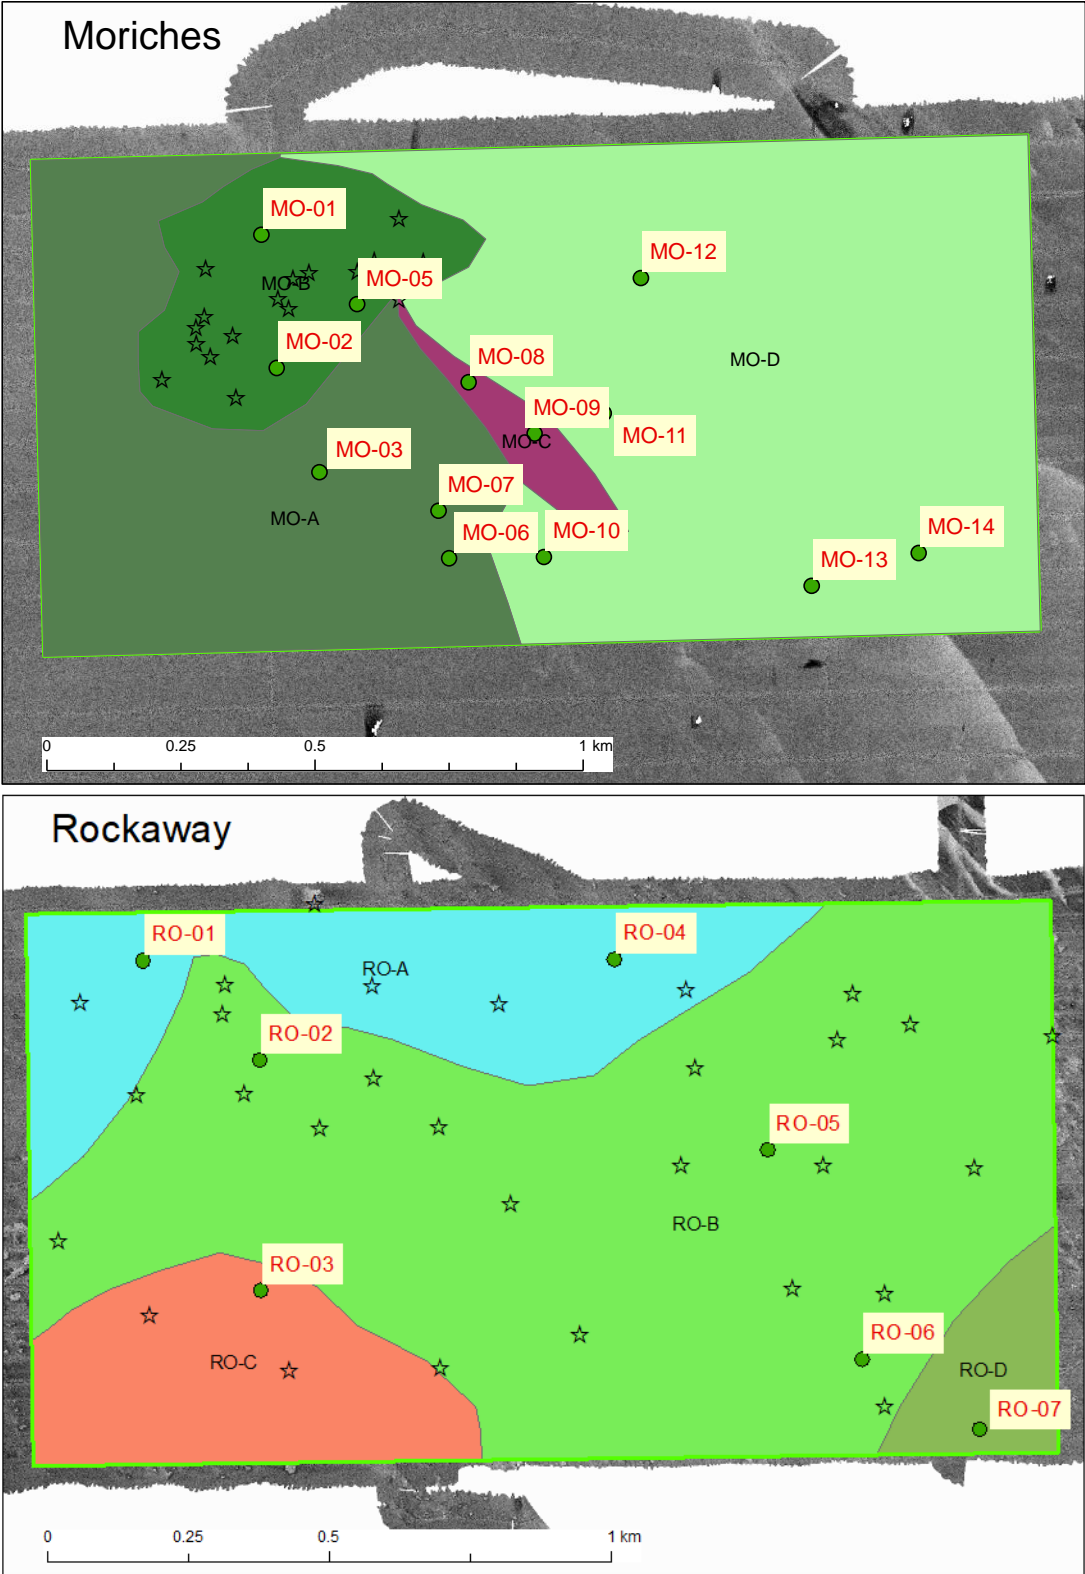 Moriches
MO-01
MO-12
MO-B
MO-05
MO-02
MO-08
MO-D
MO-09
MO-11
MO-C
MO-03
MO-07
MO-A
MO-06
MO-10
MO-14
MO-13
0 0.25 0.5 1 km
Rockaway
RO-01
RO-04
RO-A
RO-02
RO-05
RO-B
RO-03
RO-06
RO-C
RO-D
RO-07
0 0.25 0.5 1 km